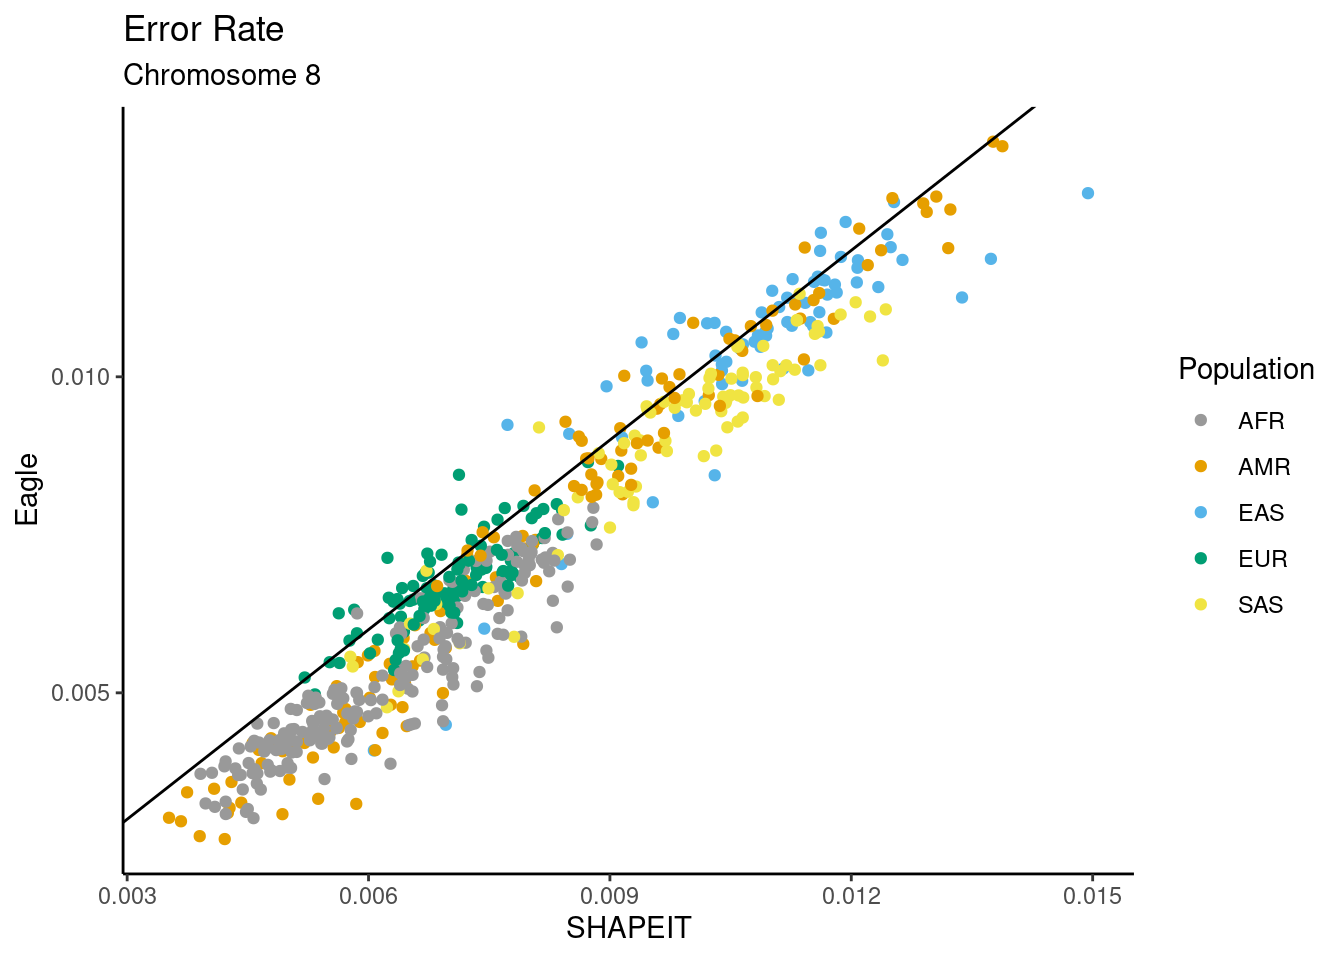 Error Rate
Chromosome 8
Eagle
0.010
0.005
0.003 0.006 0.009 0.012 0.015
SHAPEIT
Population
AFR
AMR
EAS
EUR
SAS